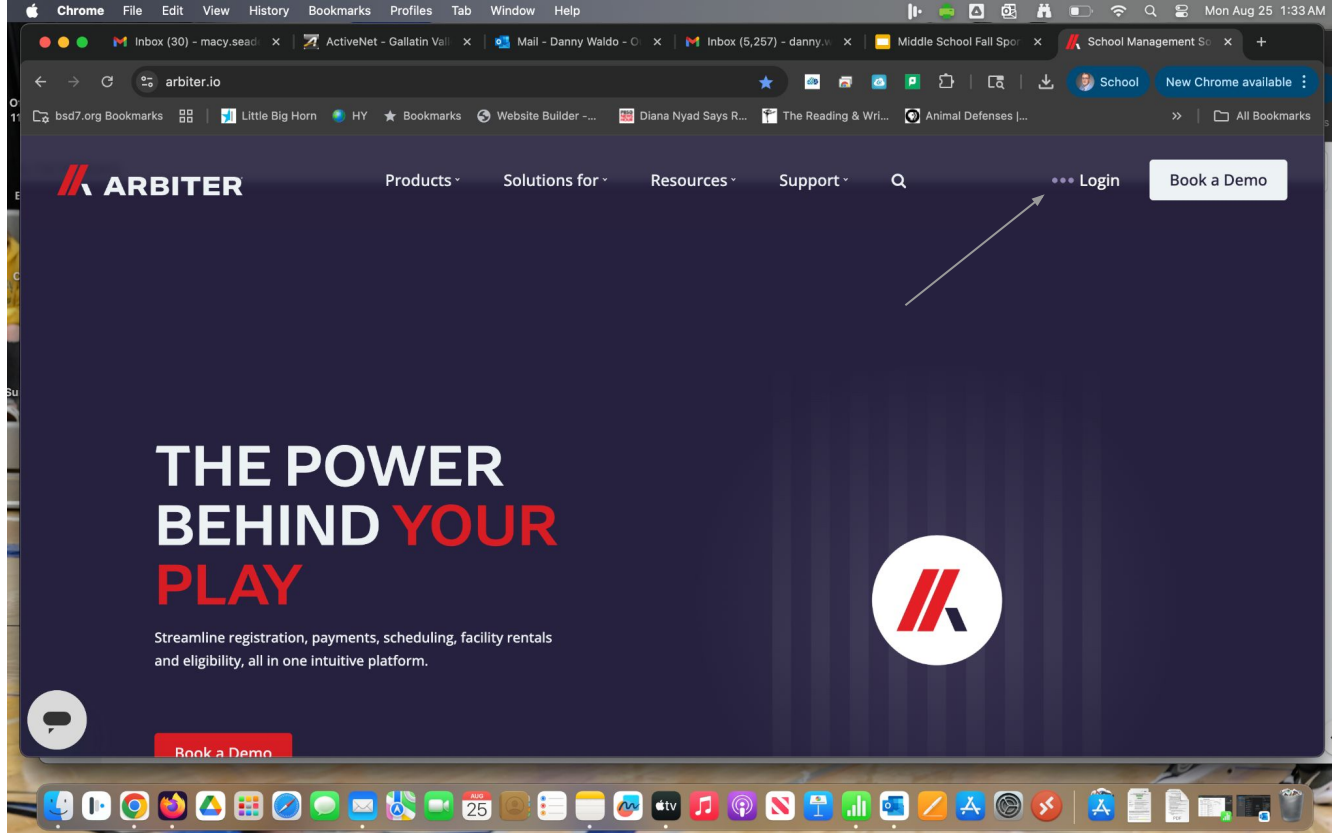 Chrome File Edit View History Bookmarks Profiles Tab Window Help Mon Aug 25 1:33 AM
Inbox (30) - macy.sead ActiveNet - Gallatin Vall Mail - Danny Waldo - O Inbox (5,257) - danny.w Middle School Fall Spor School Management So
arbiter.io School New Chrome available
bsd7.org Bookmarks Little Big Horn HY Bookmarks Website Builder -... Diana Nyad Says R... The Reading & Wri... Animal Defenses |... >> All Bookmarks
ARBITER Products Solutions for Resources Support Login Book a Demo
THE POWER
BEHIND YOUR
PLAY
Streamline registration, payments, scheduling, facility rentals
and eligibility, all in one intuitive platform.
Book a Demo
AUG
25
tv